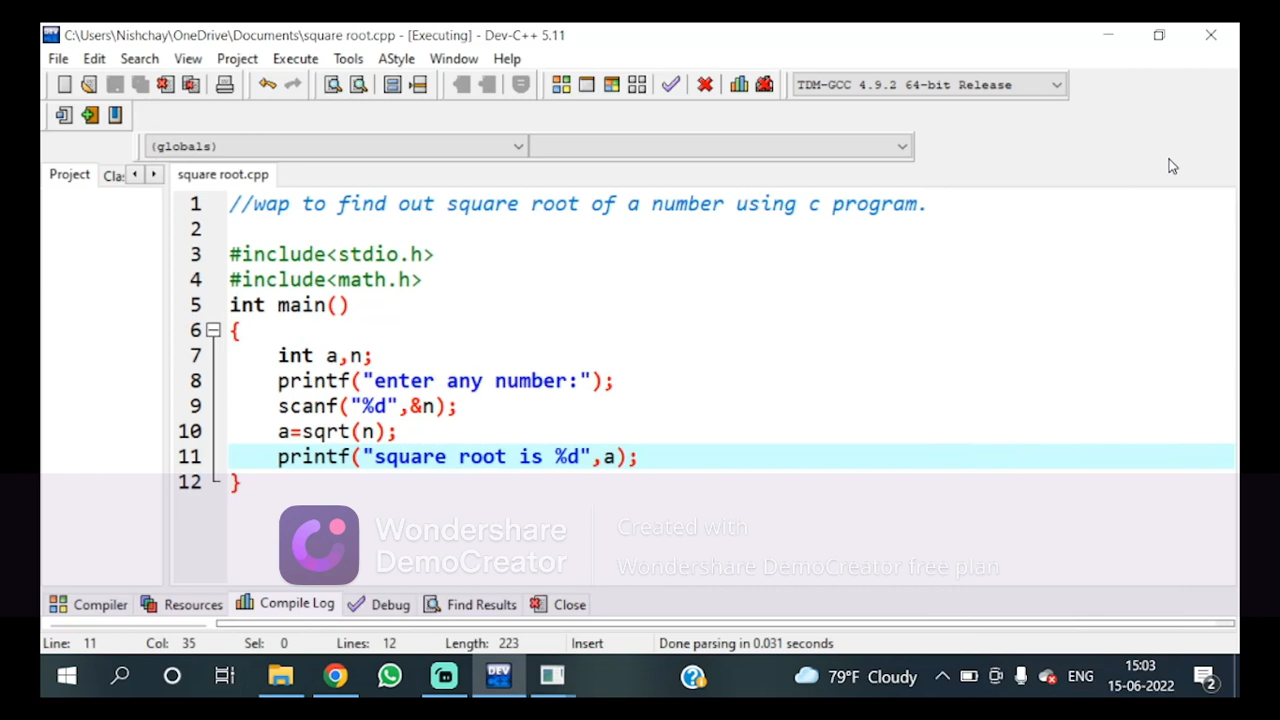 C:\Users\Nishchay\OneDrive\Documents\square root.cpp - [Executing] - Dev-C++ 5.11
File Edit Search View Project Execute Tools AStyle Window Help
TDM-GCC 4.9.2 64-bit Release
(globals)
Project Cla square root.cpp
1 //wap to find out square root of a number using c program.
2
3 #include<stdio.h>
4 #include<math.h>
5 int main()
6 {
7 int a,n;
8 printf("enter any number:");
9 scanf("%d",&n);
10 a=sqrt(n);
11 printf("square root is %d",a);
12 }
Wondershare
DemoCreator
Created with
Wondershare DemoCreator free plan
Compiler Resources Compile Log Debug Find Results Close
Line: 11 Col: 35 Sel: 0 Lines: 12 Length: 223 Insert Done parsing in 0.031 seconds
DEV 79°F Cloudy ENG 15:03
15-06-2022 2